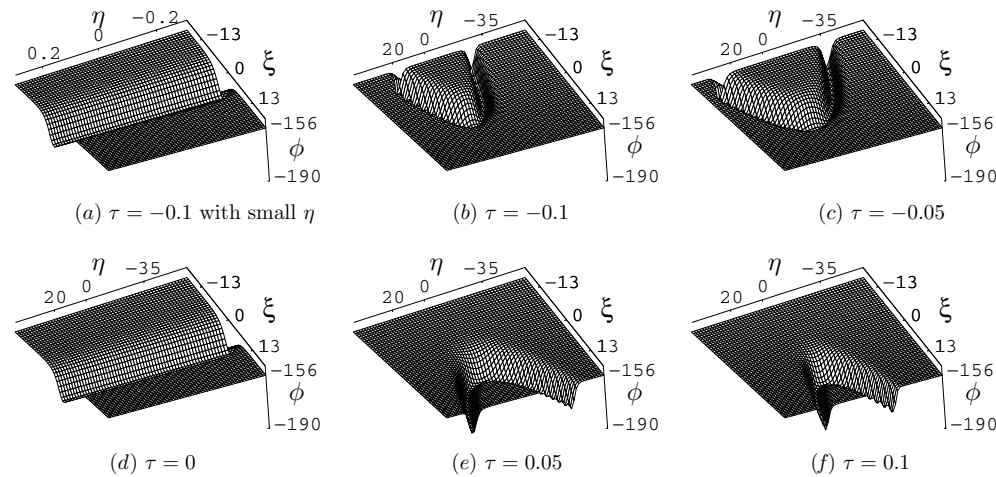 η −0.2 0 0.2 −13 0 ξ 13 −156 ϕ −190
η −35 0 20 −13 0 ξ 13 −156 ϕ −190
η −35 0 20 −13 0 ξ 13 −156 ϕ −190
(a) τ = −0.1 with small η
(b) τ = −0.1
(c) τ = −0.05
η −35 0 20 −13 0 ξ 13 −156 ϕ −190
η −35 0 20 −13 0 ξ 13 −156 ϕ −190
η −35 0 20 −13 0 ξ 13 −156 ϕ −190
(d) τ = 0
(e) τ = 0.05
(f) τ = 0.1